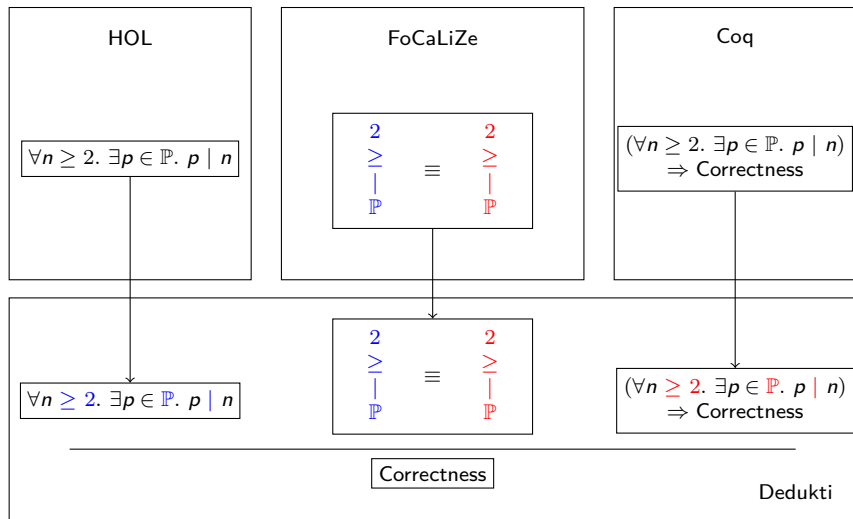 HOL
∀n ≥ 2. ∃p ∈ ℙ. p | n
FoCaLiZe
2 2
≥ ≥
| ≡ |
ℙ ℙ
Coq
(∀n ≥ 2. ∃p ∈ ℙ. p | n)
⇒ Correctness
∀n ≥ 2. ∃p ∈ ℙ. p | n
2 2
≥ ≥
| ≡ |
ℙ ℙ
(∀n ≥ 2. ∃p ∈ ℙ. p | n)
⇒ Correctness
Correctness
Dedukti